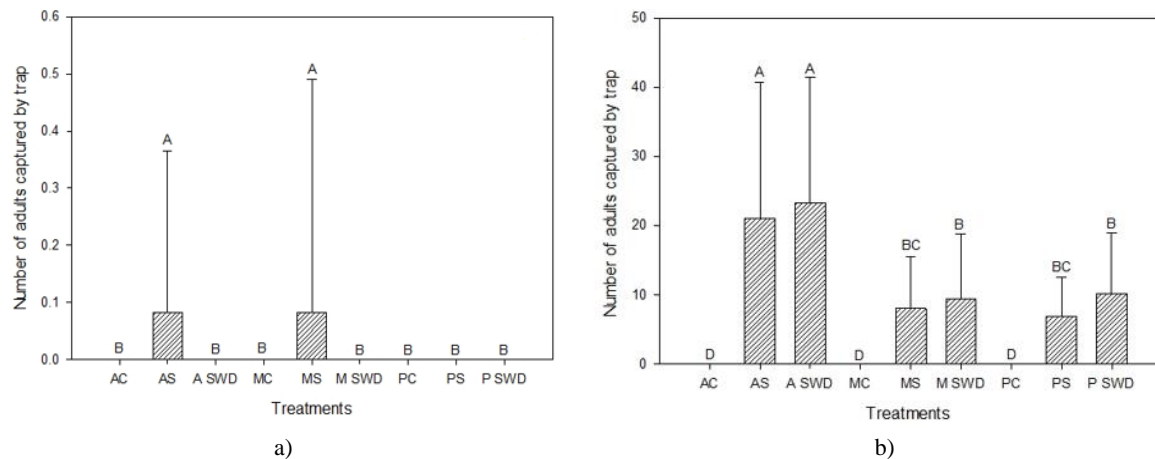 0.6
0.5
0.4
0.3
0.2
0.1
0.0
Number of adults captured by trap
B A B B A B B B B
AC AS A SWD MC MS M SWD PC PS P SWD
Treatments
a)
50
40
30
20
10
0
Number of adults captured by trap
D A A D BC B D BC B
AC AS A SWD MC MS M SWD PC PS P SWD
Treatments
b)